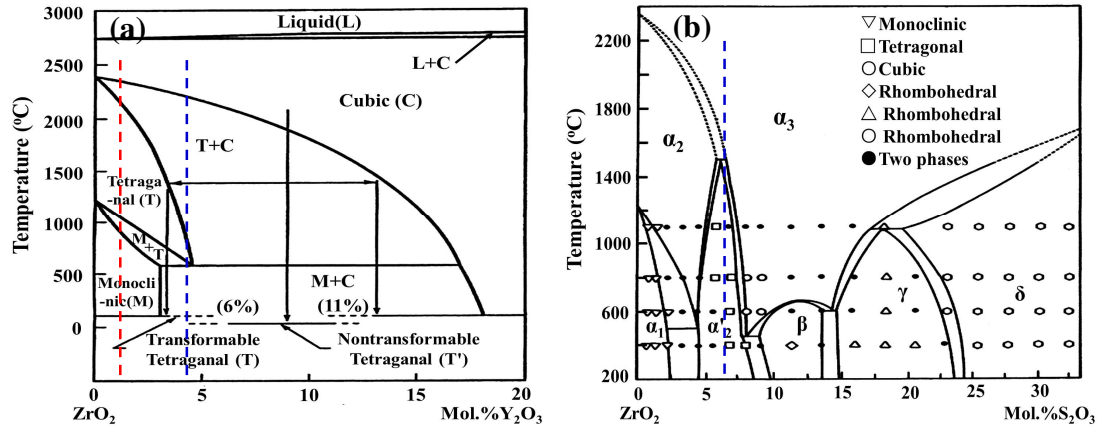 (a)
Liquid(L)
L+C
Cubic (C)
T+C
Tetraga
-nal (T)
M+T
Monocli
-nic(M)
M+C
(6%)
(11%)
Transformable
Tetraganal (T)
Nontransformable
Tetraganal (T')
Temperature (°C)
3000
2500
2000
1500
1000
500
0
0
5
10
15
20
ZrO2
Mol.%Y2O3
(b)
Monoclinic
Tetragonal
Cubic
Rhombohedral
Rhombohedral
Rhombohedral
Two phases
α2
α3
α1
α'2
β
γ
δ
Temperature (°C)
2200
1800
1400
1000
600
200
0
5
10
15
20
25
30
ZrO2
Mol.%S2O3